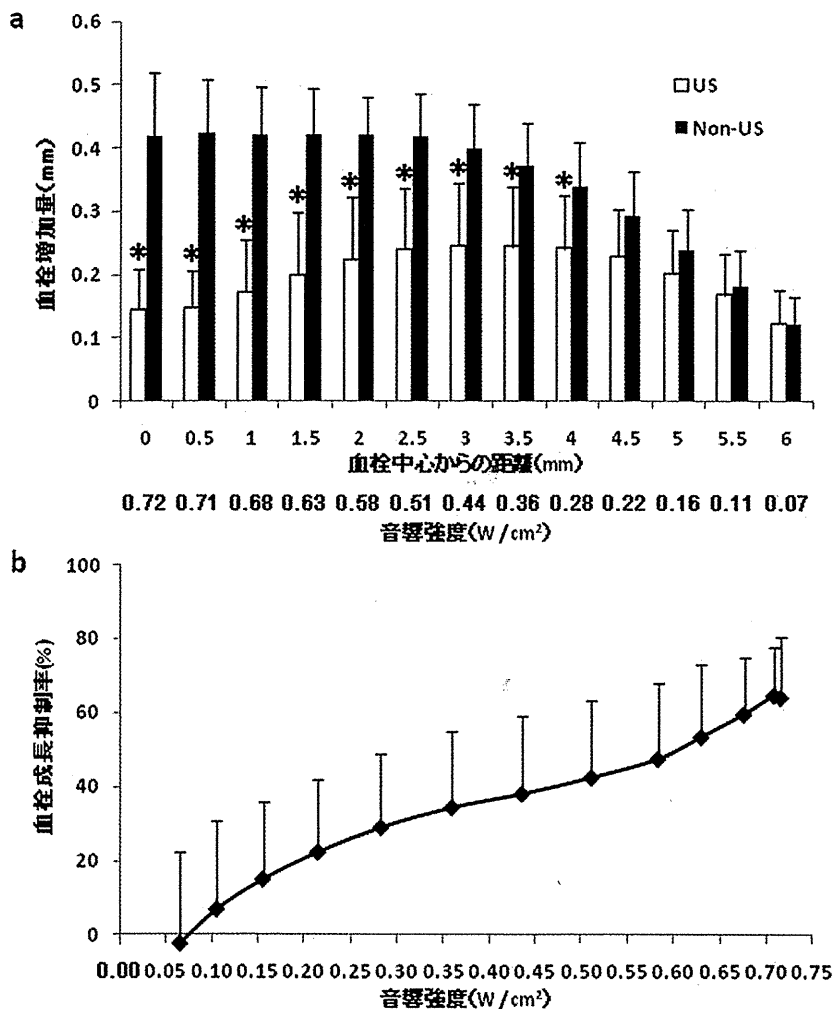 a
血栓増加量(mm)
0.6
0.5
0.4
0.3
0.2
0.1
0
US
Non-US
* * * * * * * * *
0 0.5 1 1.5 2 2.5 3 3.5 4 4.5 5 5.5 6
血栓中心からの距離(mm)
0.72 0.71 0.68 0.63 0.58 0.51 0.44 0.36 0.28 0.22 0.16 0.11 0.07
音響強度(W/cm²)
b
血栓成長抑制率(%)
100
80
60
40
20
0
0.00 0.05 0.10 0.15 0.20 0.25 0.30 0.35 0.40 0.45 0.50 0.55 0.60 0.65 0.70 0.75
音響強度(W/cm²)